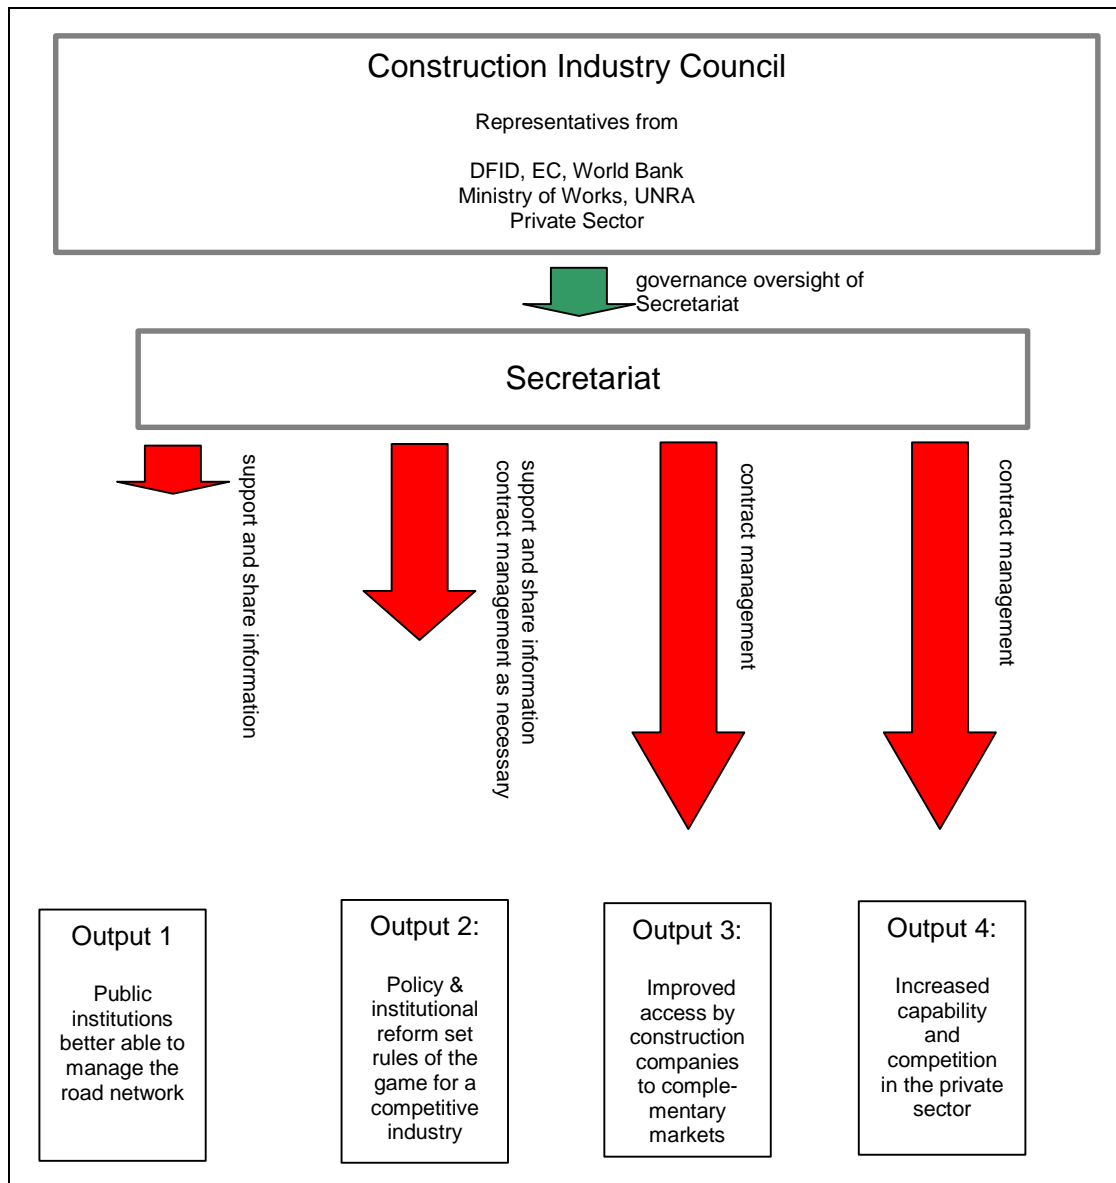 Construction Industry Council
Representatives from
DFID, EC, World Bank
Ministry of Works, UNRA
Private Sector
governance oversight of
Secretariat
Secretariat
support and share information
support and share information
contract management as necessary
contract management
contract management
Output 1
Public
institutions
better able to
manage the
road network
Output 2:
Policy &
institutional
reform set
rules of the
game for a
competitive
industry
Output 3:
Improved
access by
construction
companies
to comple-
mentary
markets
Output 4:
Increased
capability
and
competition
in the private
sector